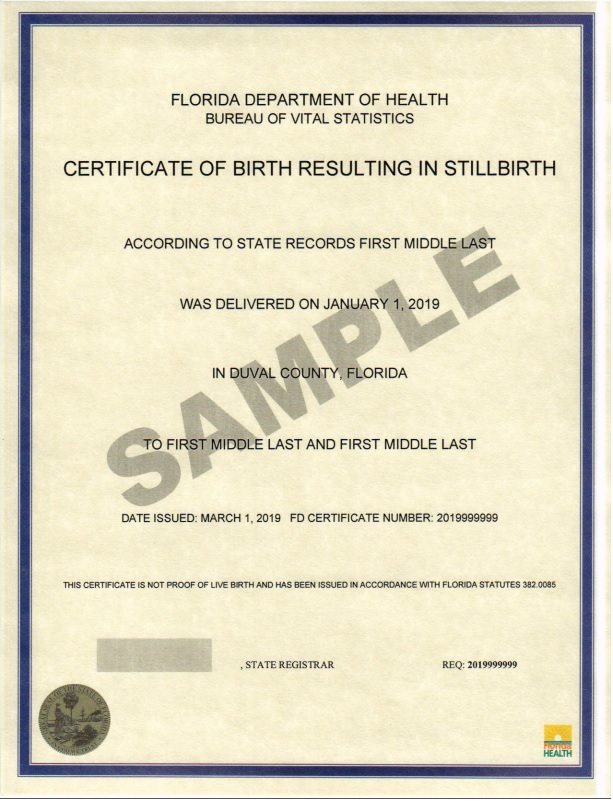 FLORIDA DEPARTMENT OF HEALTH
BUREAU OF VITAL STATISTICS
CERTIFICATE OF BIRTH RESULTING IN STILLBIRTH
ACCORDING TO STATE RECORDS FIRST MIDDLE LAST
WAS DELIVERED ON JANUARY 1, 2019
IN DUVAL COUNTY, FLORIDA
SAMPLE
TO FIRST MIDDLE LAST AND FIRST MIDDLE LAST
DATE ISSUED: MARCH 1, 2019 FD CERTIFICATE NUMBER: 2019999999
THIS CERTIFICATE IS NOT PROOF OF LIVE BIRTH AND HAS BEEN ISSUED IN ACCORDANCE WITH FLORIDA STATUTES 382.0085
, STATE REGISTRAR REQ: 2019999999
Florida
HEALTH